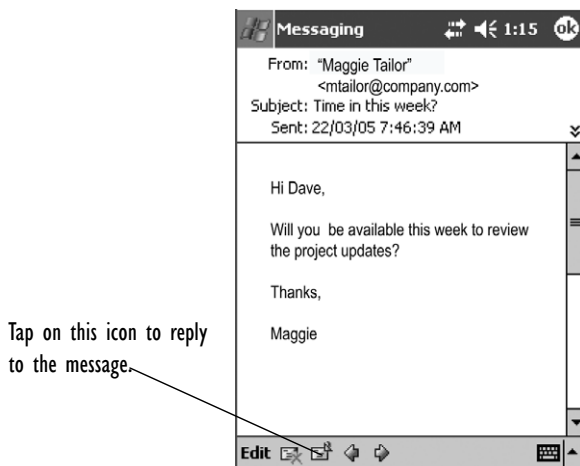 Messaging 1:15 ok
From: “Maggie Tailor”
<mtailor@company.com>
Subject: Time in this week?
Sent: 22/03/05 7:46:39 AM
Hi Dave,
Will you be available this week to review
the project updates?
Thanks,
Maggie
Tap on this icon to reply
to the message.
Edit